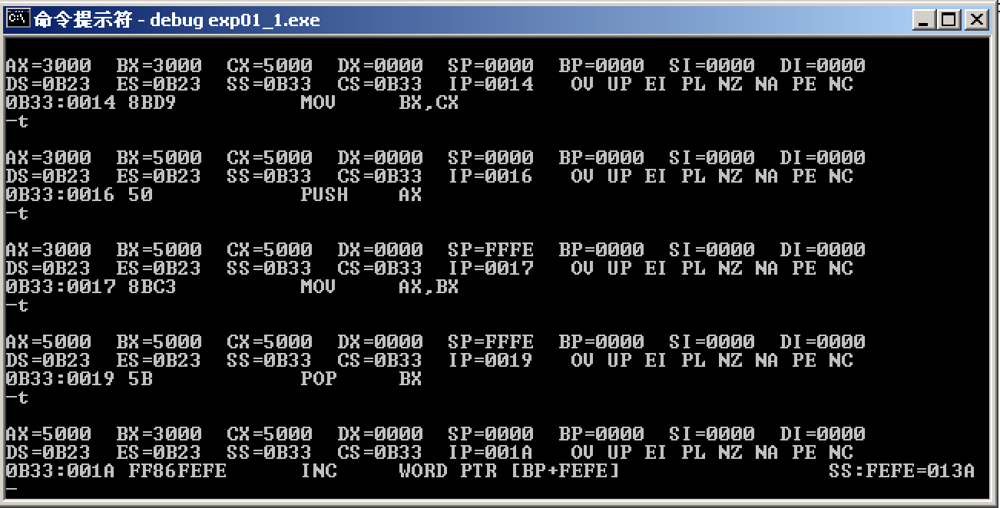 命令提示符 - debug exp01_1.exe
AX=3000  BX=3000  CX=5000  DX=0000  SP=0000  BP=0000  SI=0000  DI=0000
DS=0B23  ES=0B23  SS=0B33  CS=0B33  IP=0014   OV UP EI PL NZ NA PE NC
0B33:0014 8BD9          MOV     BX,CX
-t
AX=3000  BX=5000  CX=5000  DX=0000  SP=0000  BP=0000  SI=0000  DI=0000
DS=0B23  ES=0B23  SS=0B33  CS=0B33  IP=0016   OV UP EI PL NZ NA PE NC
0B33:0016 50            PUSH    AX
-t
AX=3000  BX=5000  CX=5000  DX=0000  SP=FFFE  BP=0000  SI=0000  DI=0000
DS=0B23  ES=0B23  SS=0B33  CS=0B33  IP=0017   OV UP EI PL NZ NA PE NC
0B33:0017 8BC3          MOV     AX,BX
-t
AX=5000  BX=5000  CX=5000  DX=0000  SP=FFFE  BP=0000  SI=0000  DI=0000
DS=0B23  ES=0B23  SS=0B33  CS=0B33  IP=0019   OV UP EI PL NZ NA PE NC
0B33:0019 5B            POP     BX
-t
AX=5000  BX=3000  CX=5000  DX=0000  SP=0000  BP=0000  SI=0000  DI=0000
DS=0B23  ES=0B23  SS=0B33  CS=0B33  IP=001A   OV UP EI PL NZ NA PE NC
0B33:001A FF86FEFE      INC     WORD PTR [BP+FEFE]                 SS:FEFE=013A
-